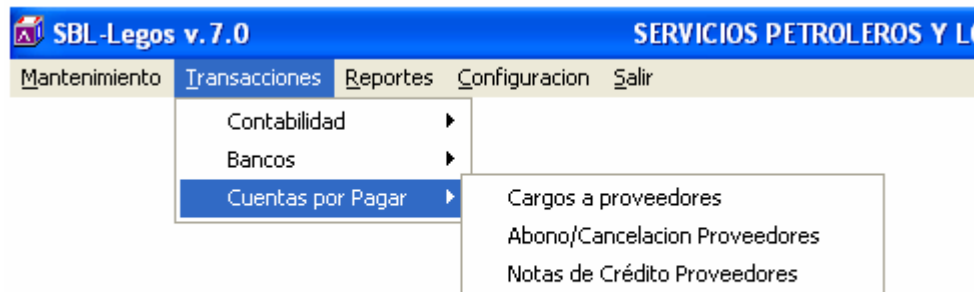 SBL-Legos v.7.0 SERVICIOS PETROLEROS Y
Mantenimiento Transacciones Reportes Configuracion Salir
Contabilidad
Bancos
Cuentas por Pagar
Cargos a proveedores
Abono/Cancelacion Proveedores
Notas de Crédito Proveedores